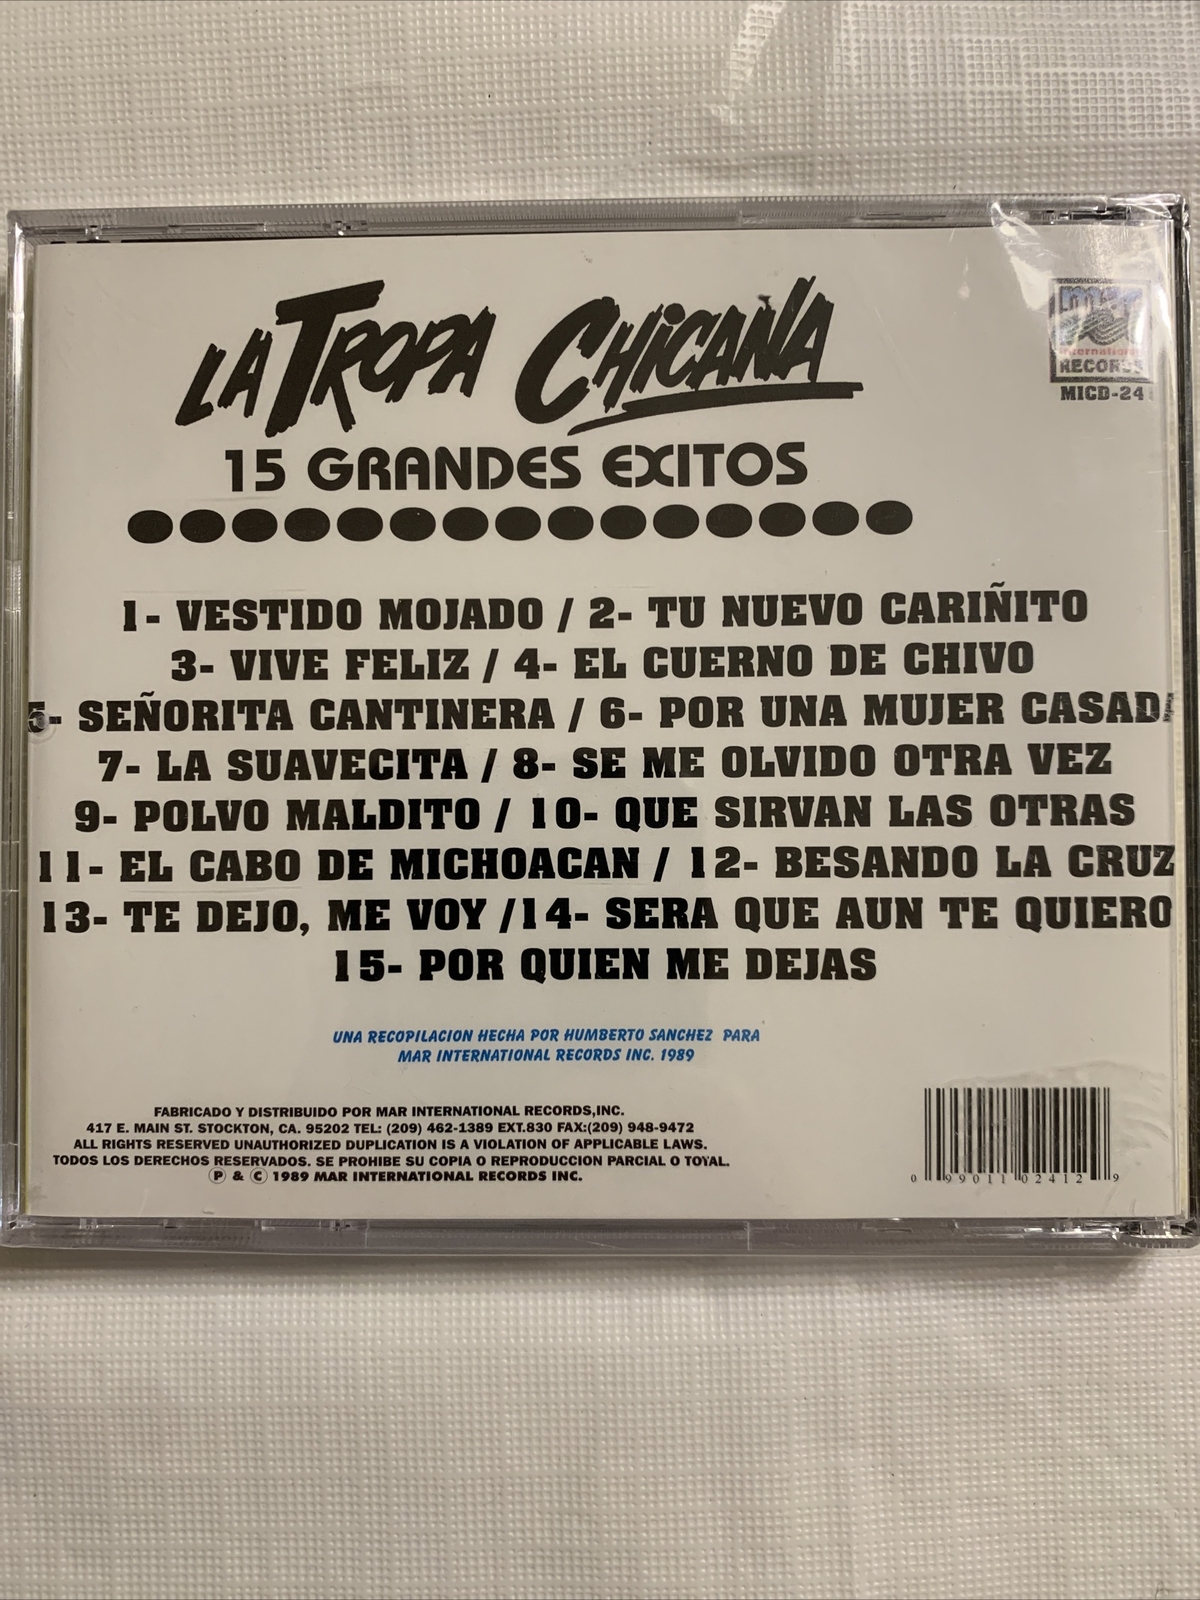 LA TROPA CHICANA
15 GRANDES EXITOS
mar
international
RECORDS
MICD-241
1- VESTIDO MOJADO / 2- TU NUEVO CARIÑITO
3- VIVE FELIZ / 4- EL CUERNO DE CHIVO
5- SEÑORITA CANTINERA / 6- POR UNA MUJER CASADA
7- LA SUAVECITA / 8- SE ME OLVIDO OTRA VEZ
9- POLVO MALDITO / 10- QUE SIRVAN LAS OTRAS
11- EL CABO DE MICHOACAN / 12- BESANDO LA CRUZ
13- TE DEJO, ME VOY /14- SERA QUE AUN TE QUIERO
15- POR QUIEN ME DEJAS
UNA RECOPILACION HECHA POR HUMBERTO SANCHEZ PARA
MAR INTERNATIONAL RECORDS INC. 1989
FABRICADO Y DISTRIBUIDO POR MAR INTERNATIONAL RECORDS,INC.
417 E. MAIN ST. STOCKTON, CA. 95202 TEL: (209) 462-1389 EXT.830 FAX:(209) 948-9472
ALL RIGHTS RESERVED UNAUTHORIZED DUPLICATION IS A VIOLATION OF APPLICABLE LAWS.
TODOS LOS DERECHOS RESERVADOS. SE PROHIBE SU COPIA O REPRODUCCION PARCIAL O TOYAL.
Ⓟ & © 1989 MAR INTERNATIONAL RECORDS INC.
0 99011 02412 9